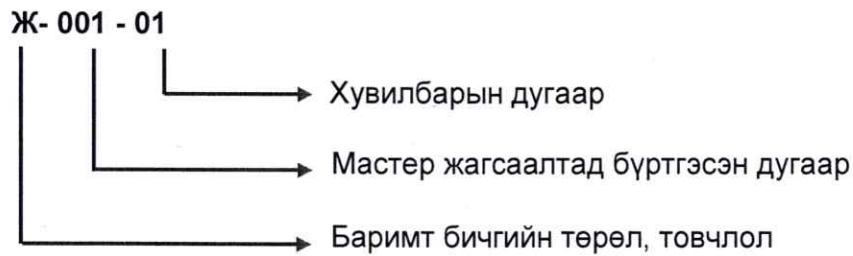 Ж- 001 - 01
Хувилбарын дугаар
Мастер жагсаалтад бүртгэсэн дугаар
Баримт бичгийн төрөл, товчлол